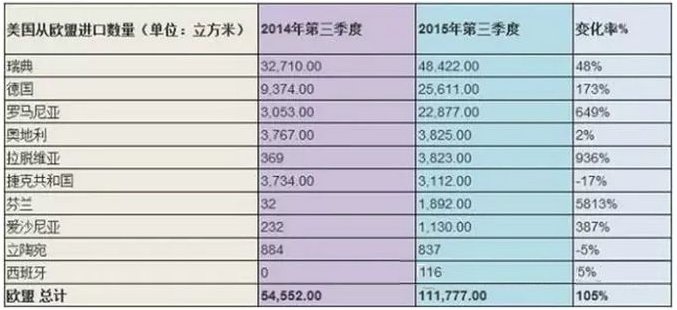 美国从欧盟进口数量（单位：立方米） 2014年第三季度 2015年第三季度 变化率%
瑞典 32,710.00 48,422.00 48%
德国 9,374.00 25,611.00 173%
罗马尼亚 3,053.00 22,877.00 649%
奥地利 3,767.00 3,825.00 2%
拉脱维亚 369 3,823.00 936%
捷克共和国 3,734.00 3,112.00 -17%
芬兰 32 1,892.00 5813%
爱沙尼亚 232 1,130.00 387%
立陶宛 884 837 -5%
西班牙 0 116 5%
欧盟 总计 54,552.00 111,777.00 105%